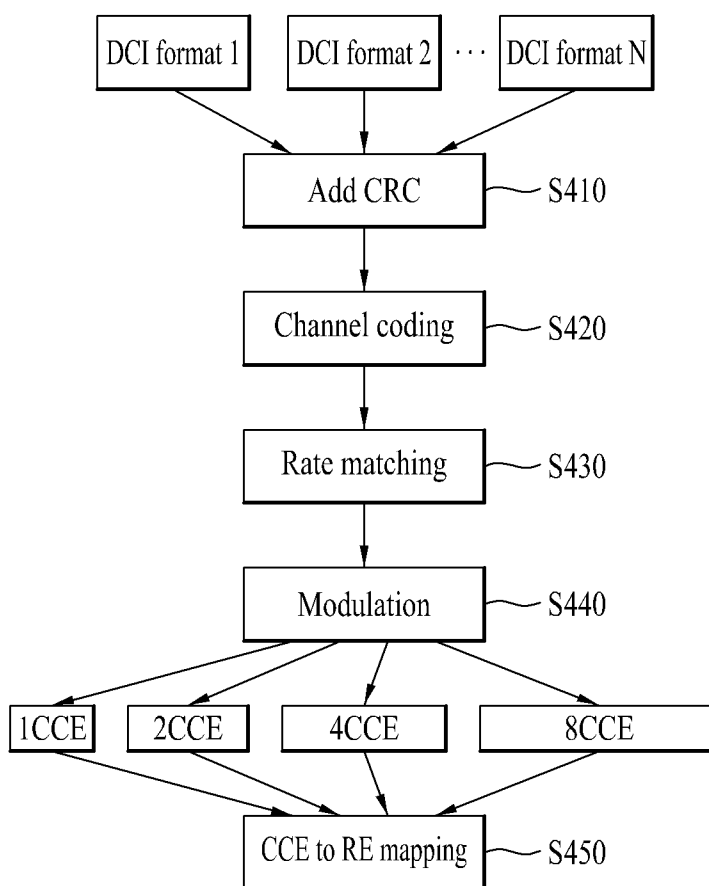 DCI format 1
DCI format 2
···
DCI format N
Add CRC
S410
Channel coding
S420
Rate matching
S430
Modulation
S440
1CCE
2CCE
4CCE
8CCE
CCE to RE mapping
S450